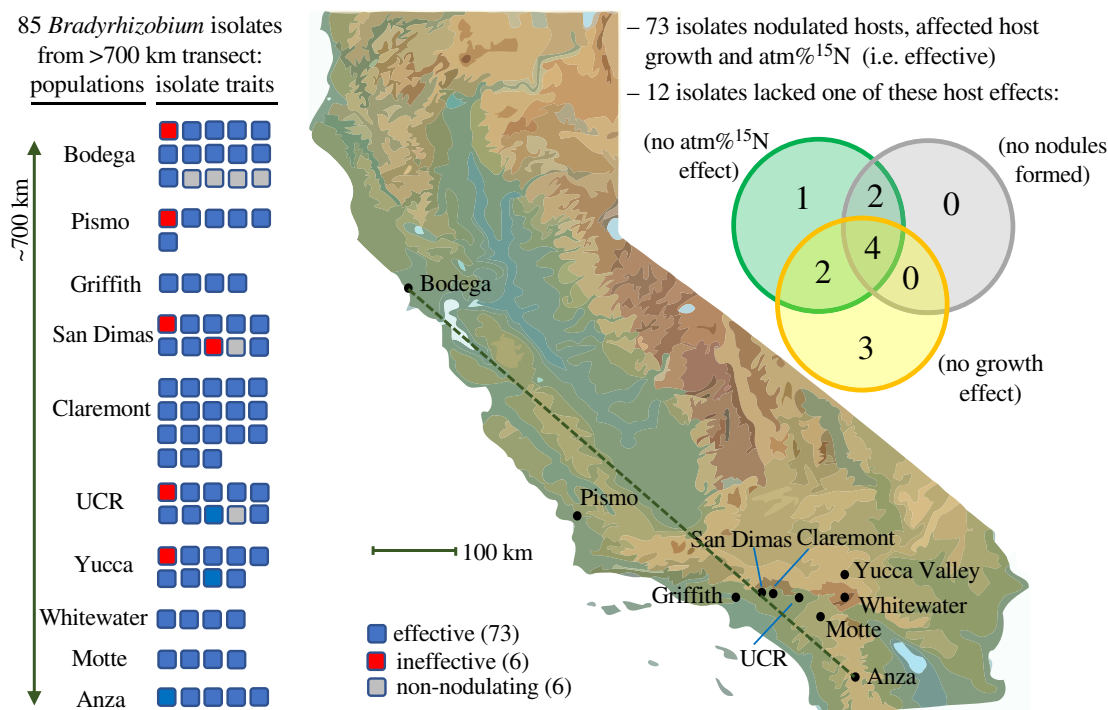 85 Bradyrhizobium isolates
from >700 km transect:
populations isolate traits
~700 km
Bodega
Pismo
Griffith
San Dimas
Claremont
UCR
Yucca
Whitewater
Motte
Anza
– 73 isolates nodulated hosts, affected host
growth and atm%¹⁵N (i.e. effective)
– 12 isolates lacked one of these host effects:
(no atm%¹⁵N
effect)
(no nodules
formed)
1
2
0
4
2
0
3
(no growth
effect)
Bodega
Pismo
100 km
San Dimas
Claremont
Yucca Valley
Griffith
Whitewater
Motte
UCR
Anza
effective (73)
ineffective (6)
non-nodulating (6)